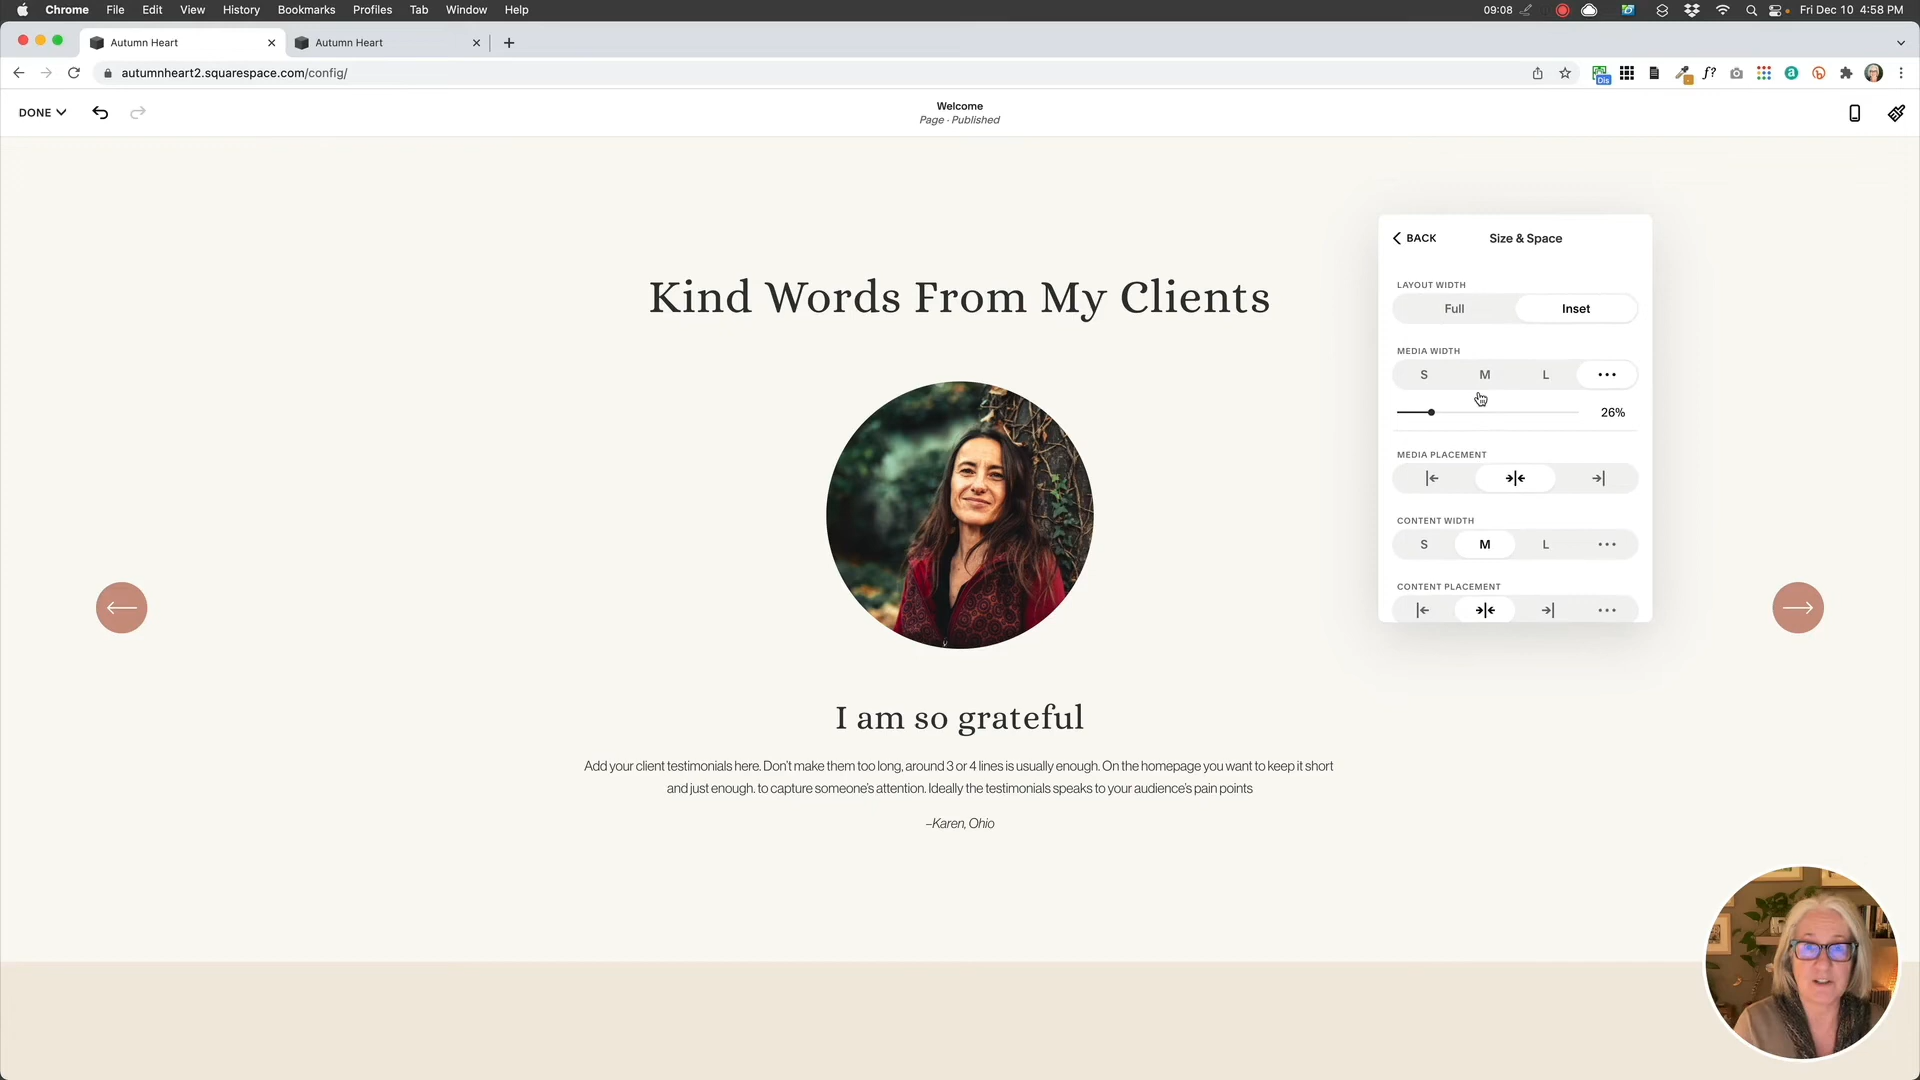 Chrome File Edit View History Bookmarks Profiles Tab Window Help 09:08 Fri Dec 10 4:58 PM
Autumn Heart
Autumn Heart
autumnheart2.squarespace.com/config/
Dis
f?
a
DONE
Welcome
Page · Published
BACK
Size & Space
LAYOUT WIDTH
Full Inset
MEDIA WIDTH
S M L ...
26%
MEDIA PLACEMENT
CONTENT WIDTH
S M L ...
CONTENT PLACEMENT
...
Kind Words From My Clients
I am so grateful
Add your client testimonials here. Don't make them too long, around 3 or 4 lines is usually enough. On the homepage you want to keep it short
and just enough. to capture someone's attention. Ideally the testimonials speaks to your audience's pain points
–Karen, Ohio